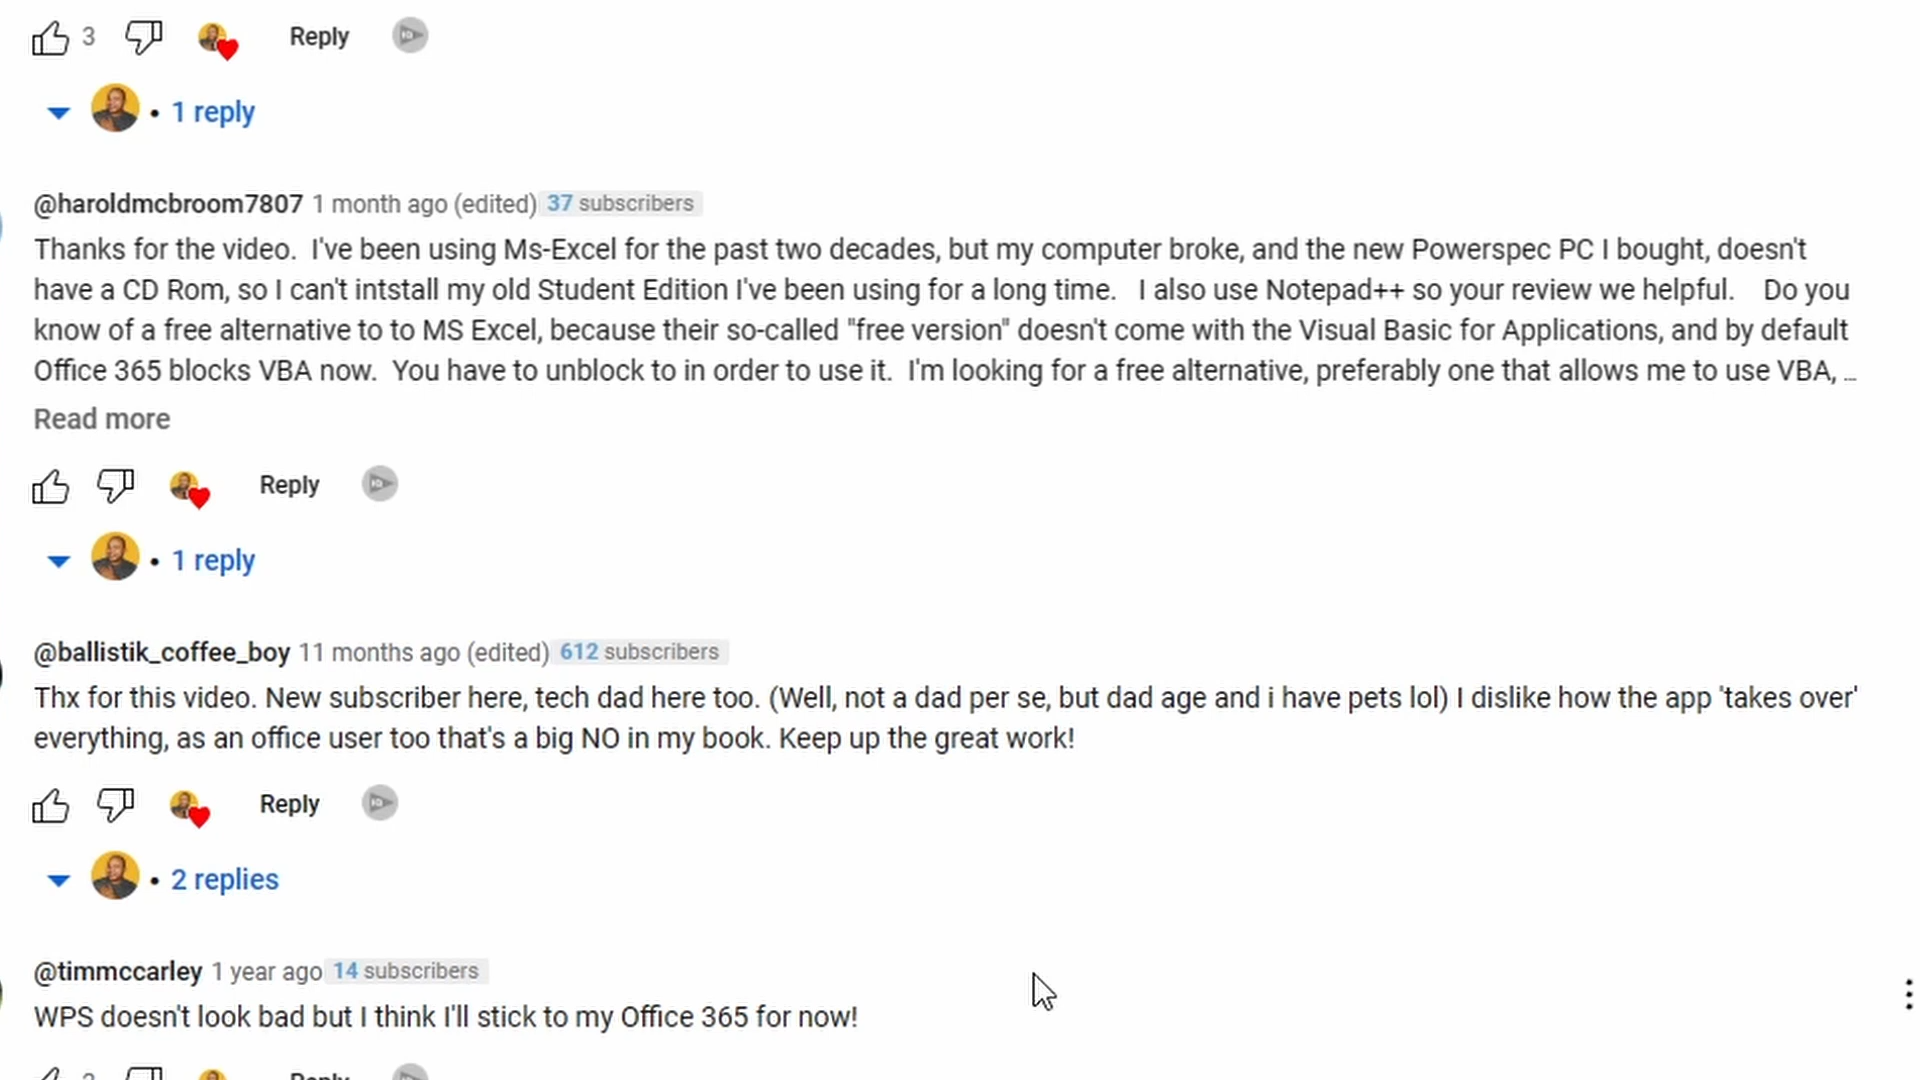 3 Reply
• 1 reply
@haroldmcbroom7807 1 month ago (edited) 37 subscribers
Thanks for the video. I've been using Ms-Excel for the past two decades, but my computer broke, and the new Powerspec PC I bought, doesn't
have a CD Rom, so I can't intstall my old Student Edition I've been using for a long time. I also use Notepad++ so your review we helpful. Do you
know of a free alternative to to MS Excel, because their so-called "free version" doesn't come with the Visual Basic for Applications, and by default
Office 365 blocks VBA now. You have to unblock to in order to use it. I'm looking for a free alternative, preferably one that allows me to use VBA, ...
Read more
Reply
• 1 reply
@ballistik_coffee_boy 11 months ago (edited) 612 subscribers
Thx for this video. New subscriber here, tech dad here too. (Well, not a dad per se, but dad age and i have pets lol) I dislike how the app 'takes over'
everything, as an office user too that's a big NO in my book. Keep up the great work!
Reply
• 2 replies
@timmccarley 1 year ago 14 subscribers
WPS doesn't look bad but I think I'll stick to my Office 365 for now!
Reply